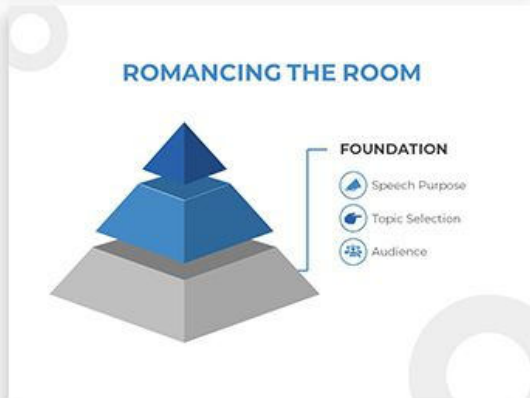 ROMANCING THE ROOM
FOUNDATION
Speech Purpose
Topic Selection
Audience